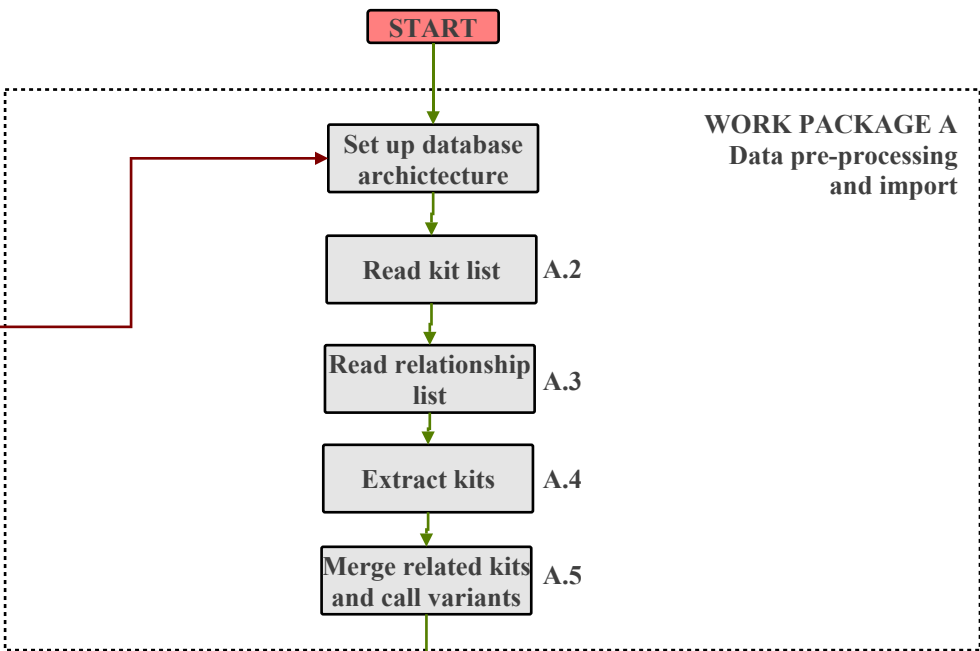 START
WORK PACKAGE A
Data pre-processing
and import
Set up database
archictecture
Read kit list
A.2
Read relationship
list
A.3
Extract kits
A.4
Merge related kits
and call variants
A.5